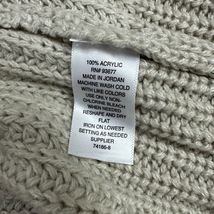 100% ACRYLIC
RN# 93677
MADE IN JORDAN
MACHINE WASH COLD
WITH LIKE COLORS
USE ONLY NON-
CHLORINE BLEACH
WHEN NEEDED
RESHAPE AND DRY
FLAT
IRON ON LOWEST
SETTING AS NEEDED
SUPPLIER
74186-8